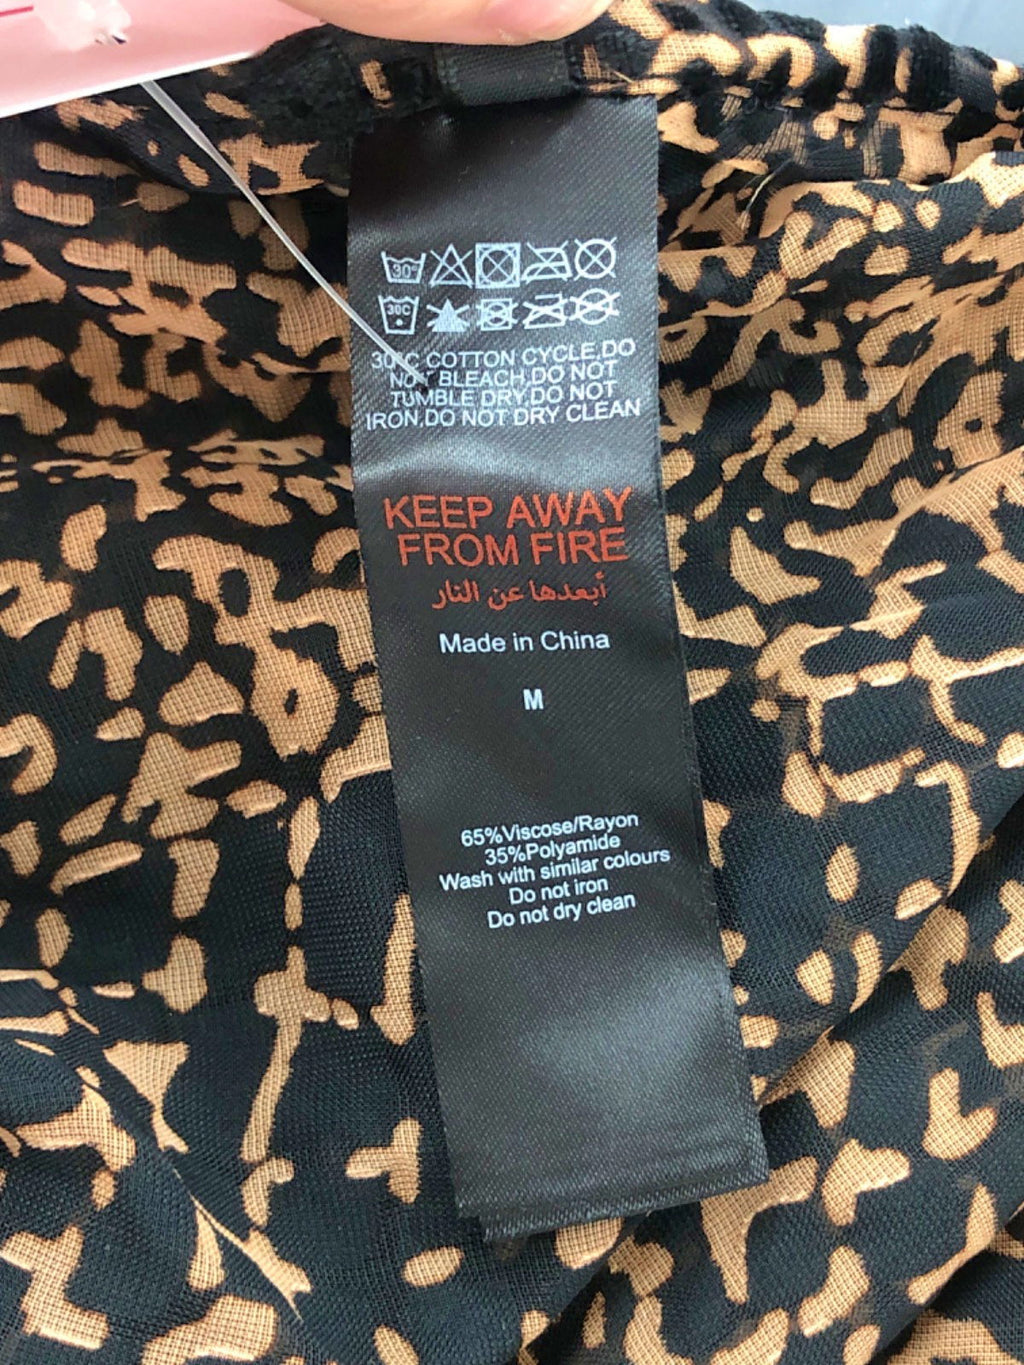 30°
30C
30°C COTTON CYCLE,DO
NOT BLEACH,DO NOT
TUMBLE DRY,DO NOT
IRON,DO NOT DRY CLEAN
KEEP AWAY
FROM FIRE
أبعدها عن النار
Made in China
M
65%Viscose/Rayon
35%Polyamide
Wash with similar colours
Do not iron
Do not dry clean